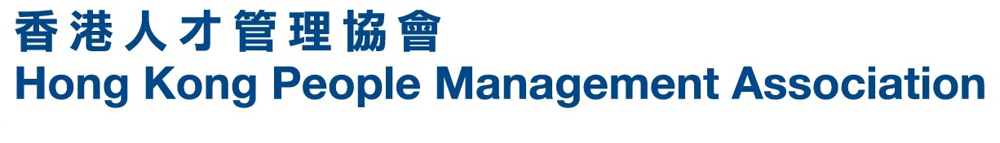 香港人才管理協會
Hong Kong People Management Association